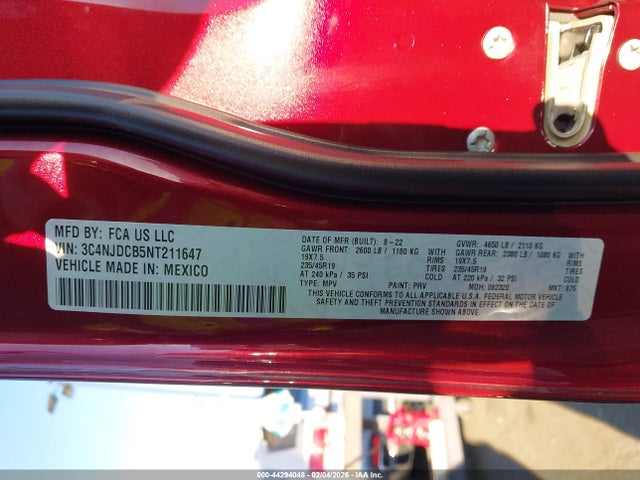 MFD BY: FCA US LLC
VIN: 3C4NJDCB5NT211647
VEHICLE MADE IN: MEXICO
DATE OF MFR (BUILT): 8-22 GVWR: 4650 LB / 2110 KG
GAWR FRONT: 2600 LB / 1180 KG GAWR REAR: 2380 LB / 1080 KG
19X7.5 RIMS 19X7.5 RIMS
235/45R19 TIRES 235/45R19 TIRES
AT 240 kPa / 35 PSI COLD AT 220 kPa / 32 PSI COLD
TYPE: MPV PAINT: PRV MDH: 082320 MKT: 875
THIS VEHICLE CONFORMS TO ALL APPLICABLE U.S.A. FEDERAL MOTOR VEHICLE
SAFETY AND THEFT PREVENTION STANDARDS IN EFFECT ON THE DATE OF
MANUFACTURE SHOWN ABOVE
000-44294048 02/04/2026 IAA HOLDINGS, LLC